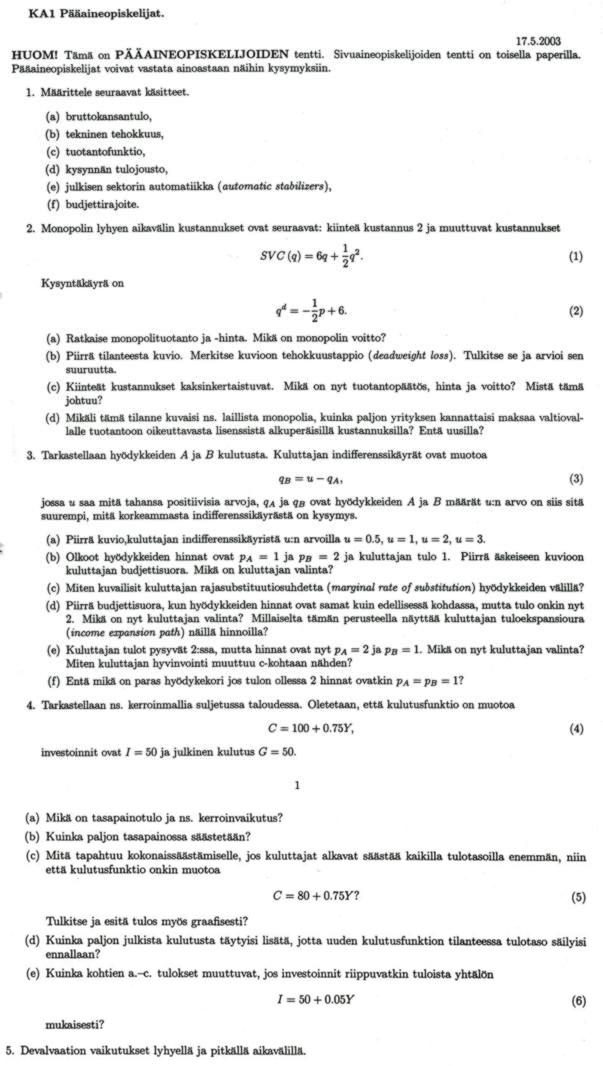 KA1 Pääaineopiskelijat.
17.5.2003
HUOM! Tämä on PÄÄAINEOPISKELIJOIDEN tentti. Sivuaineopiskelijoiden tentti on toisella paperilla.
Pääaineopiskelijat voivat vastata ainoastaan näihin kysymyksiin.
1. Määrittele seuraavat käsitteet.
(a) bruttokansantulo,
(b) tekninen tehokkuus,
(c) tuotantofunktio,
(d) kysynnän tulojousto,
(e) julkisen sektorin automatiikka (automatic stabilizers),
(f) budjettirajoite.
2. Monopolin lyhyen aikavälin kustannukset ovat seuraavat: kiinteä kustannus 2 ja muuttuvat kustannukset
SVC (q) = 6q + 1/2 q². (1)
Kysyntäkäyrä on
qᵈ = −1/2 p + 6. (2)
(a) Ratkaise monopolituotanto ja -hinta. Mikä on monopolin voitto?
(b) Piirrä tilanteesta kuvio. Merkitse kuvioon tehokkuustappio (deadweight loss). Tulkitse se ja arvioi sen
suuruutta.
(c) Kiinteät kustannukset kaksinkertaistuvat. Mikä on nyt tuotantopäätös, hinta ja voitto? Mistä tämä
johtuu?
(d) Mikäli tämä tilanne kuvaisi ns. laillista monopolia, kuinka paljon yrityksen kannattaisi maksaa valtioval-
lalle tuotantoon oikeuttavasta lisenssistä alkuperäisillä kustannuksilla? Entä uusilla?
3. Tarkastellaan hyödykkeiden A ja B kulutusta. Kuluttajan indifferenssikäyrät ovat muotoa
q_B = u − q_A, (3)
jossa u saa mitä tahansa positiivisia arvoja, q_A ja q_B ovat hyödykkeiden A ja B määrät u:n arvo on siis sitä
suurempi, mitä korkeammasta indifferenssikäyrästä on kysymys.
(a) Piirrä kuvio,kuluttajan indifferenssikäyristä u:n arvoilla u = 0.5, u = 1, u = 2, u = 3.
(b) Olkoot hyödykkeiden hinnat ovat p_A = 1 ja p_B = 2 ja kuluttajan tulo 1. Piirrä äskeiseen kuvioon
kuluttajan budjettisuora. Mikä on kuluttajan valinta?
(c) Miten kuvailisit kuluttajan rajasubstituutiosuhdetta (marginal rate of substitution) hyödykkeiden välillä?
(d) Piirrä budjettisuora, kun hyödykkeiden hinnat ovat samat kuin edellisessä kohdassa, mutta tulo onkin nyt
2. Mikä on nyt kuluttajan valinta? Millaiselta tämän perusteella näyttää kuluttajan tuloekspansioura
(income expansion path) näillä hinnoilla?
(e) Kuluttajan tulot pysyvät 2:ssa, mutta hinnat ovat nyt p_A = 2 ja p_B = 1. Mikä on nyt kuluttajan valinta?
Miten kuluttajan hyvinvointi muuttuu c-kohtaan nähden?
(f) Entä mikä on paras hyödykekori jos tulon ollessa 2 hinnat ovatkin p_A = p_B = 1?
4. Tarkastellaan ns. kerroinmallia suljetussa taloudessa. Oletetaan, että kulutusfunktio on muotoa
C = 100 + 0.75Y, (4)
investoinnit ovat I = 50 ja julkinen kulutus G = 50.
1
(a) Mikä on tasapainotulo ja ns. kerroinvaikutus?
(b) Kuinka paljon tasapainossa säästetään?
(c) Mitä tapahtuu kokonaissäästämiselle, jos kuluttajat alkavat säästää kaikilla tulotasoilla enemmän, niin
että kulutusfunktio onkin muotoa
C = 80 + 0.75Y? (5)
Tulkitse ja esitä tulos myös graafisesti?
(d) Kuinka paljon julkista kulutusta täytyisi lisätä, jotta uuden kulutusfunktion tilanteessa tulotaso säilyisi
ennallaan?
(e) Kuinka kohtien a.–c. tulokset muuttuvat, jos investoinnit riippuvatkin tuloista yhtälön
I = 50 + 0.05Y (6)
mukaisesti?
5. Devalvaation vaikutukset lyhyellä ja pitkällä aikavälillä.